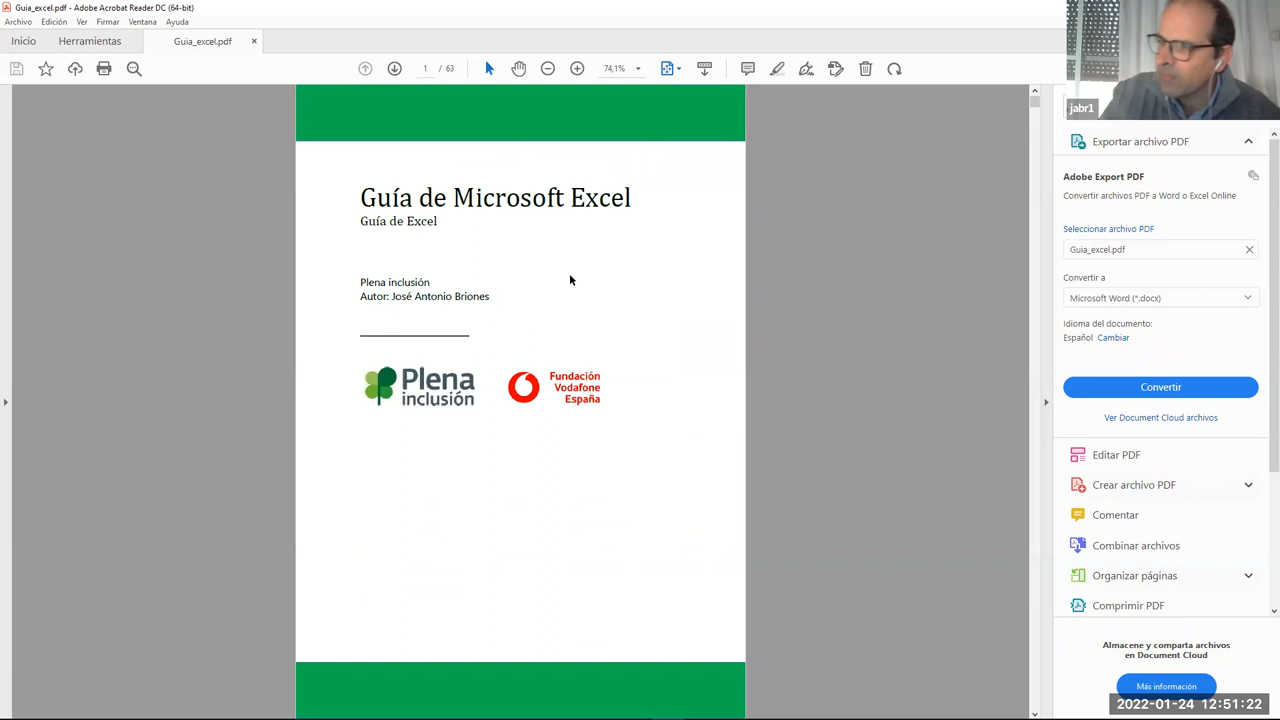 Guia_excel.pdf - Adobe Acrobat Reader DC (64-bit)
Archivo Edición Ver Firmar Ventana Ayuda
Inicio Herramientas Guia_excel.pdf ×
1 / 63 74,1%
jabr1
Exportar archivo PDF
Adobe Export PDF
Convertir archivos PDF a Word o Excel Online
Seleccionar archivo PDF
Guia_excel.pdf
Convertir a
Microsoft Word (*.docx)
Idioma del documento:
Español Cambiar
Convertir
Ver Document Cloud archivos
Editar PDF
Crear archivo PDF
Comentar
Combinar archivos
Organizar páginas
Comprimir PDF
Almacene y comparta archivos
en Document Cloud
Más información
2022-01-24 12:51:22
Guía de Microsoft Excel
Guía de Excel
Plena inclusión
Autor: José Antonio Briones
Plena
inclusión
Fundación
Vodafone
España